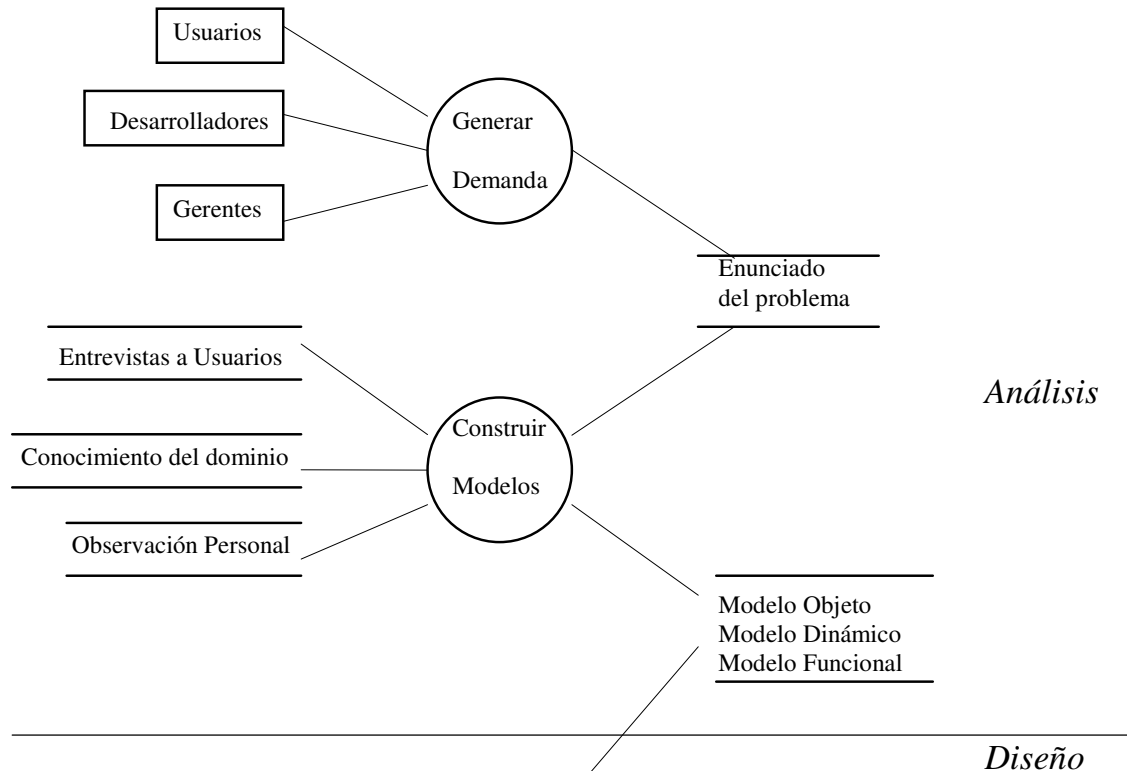 Usuarios
Desarrolladores
Gerentes
Generar
Demanda
Enunciado
del problema
Entrevistas a Usuarios
Conocimiento del dominio
Observación Personal
Construir
Modelos
Análisis
Modelo Objeto
Modelo Dinámico
Modelo Funcional
Diseño